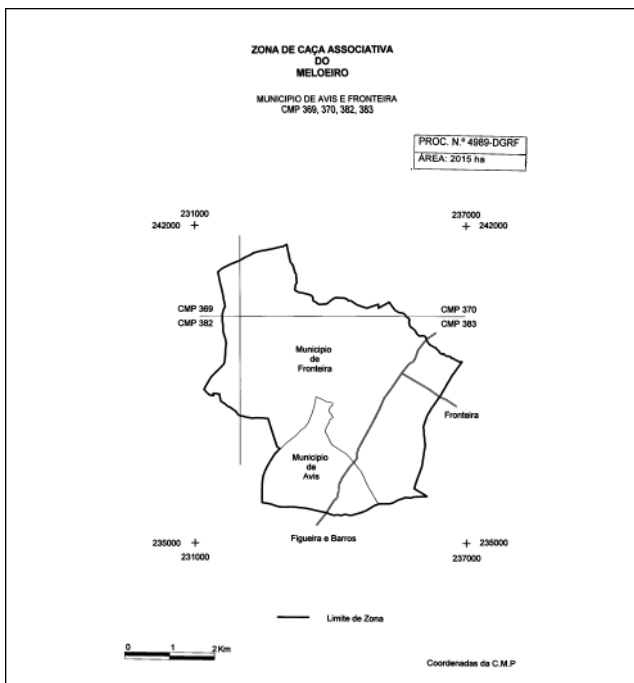 ZONA DE CAÇA ASSOCIATIVA
DO
MELOEIRO
MUNICIPIO DE AVIS E FRONTEIRA
CMP 369, 370, 382, 383
PROC. N.º 4989-DGRF
ÁREA: 2015 ha
231000
242000
237000
242000
CMP 369
CMP 382
CMP 370
CMP 383
Municipio
de
Fronteira
Fronteira
Municipio
de
Avis
Figueira e Barros
235000
231000
235000
237000
Limite de Zona
0 1 2 Km
Coordenadas da C.M.P